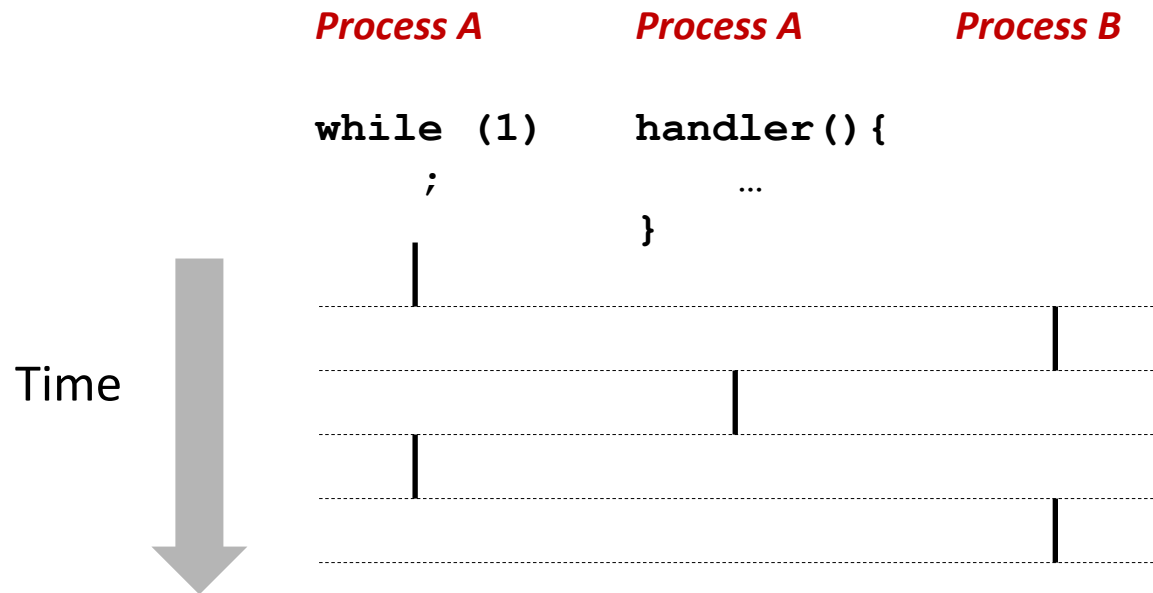 Process A Process A Process B
while (1) handler(){
; …
}
Time